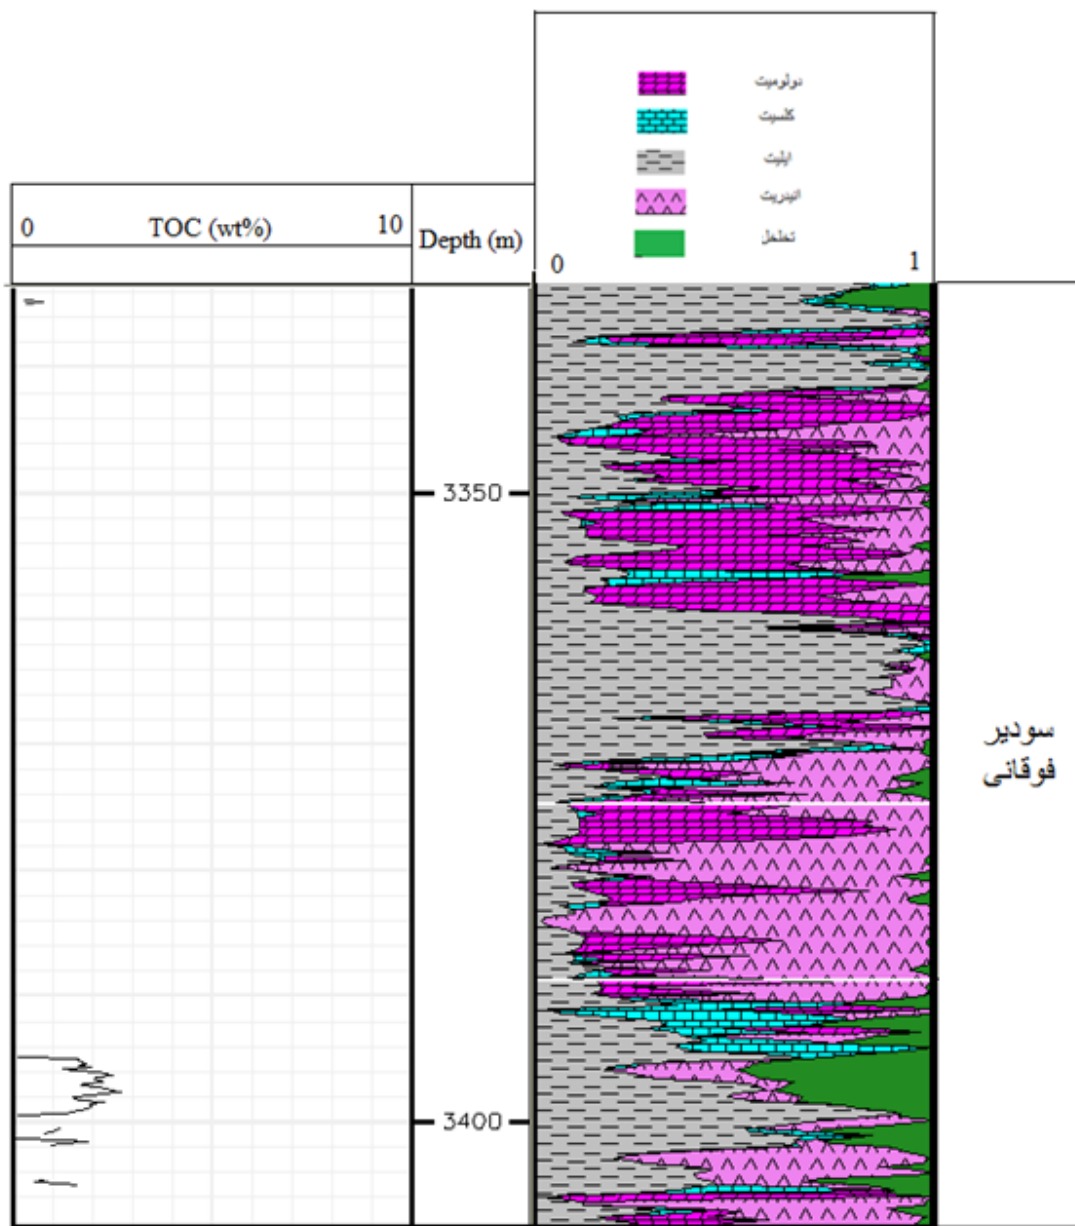 دولومیت
کلسیت
ایلیت
انیدریت
تخلخل
0 1
0 TOC (wt%) 10
Depth (m)
3350
سودیر
فوقانی
3400